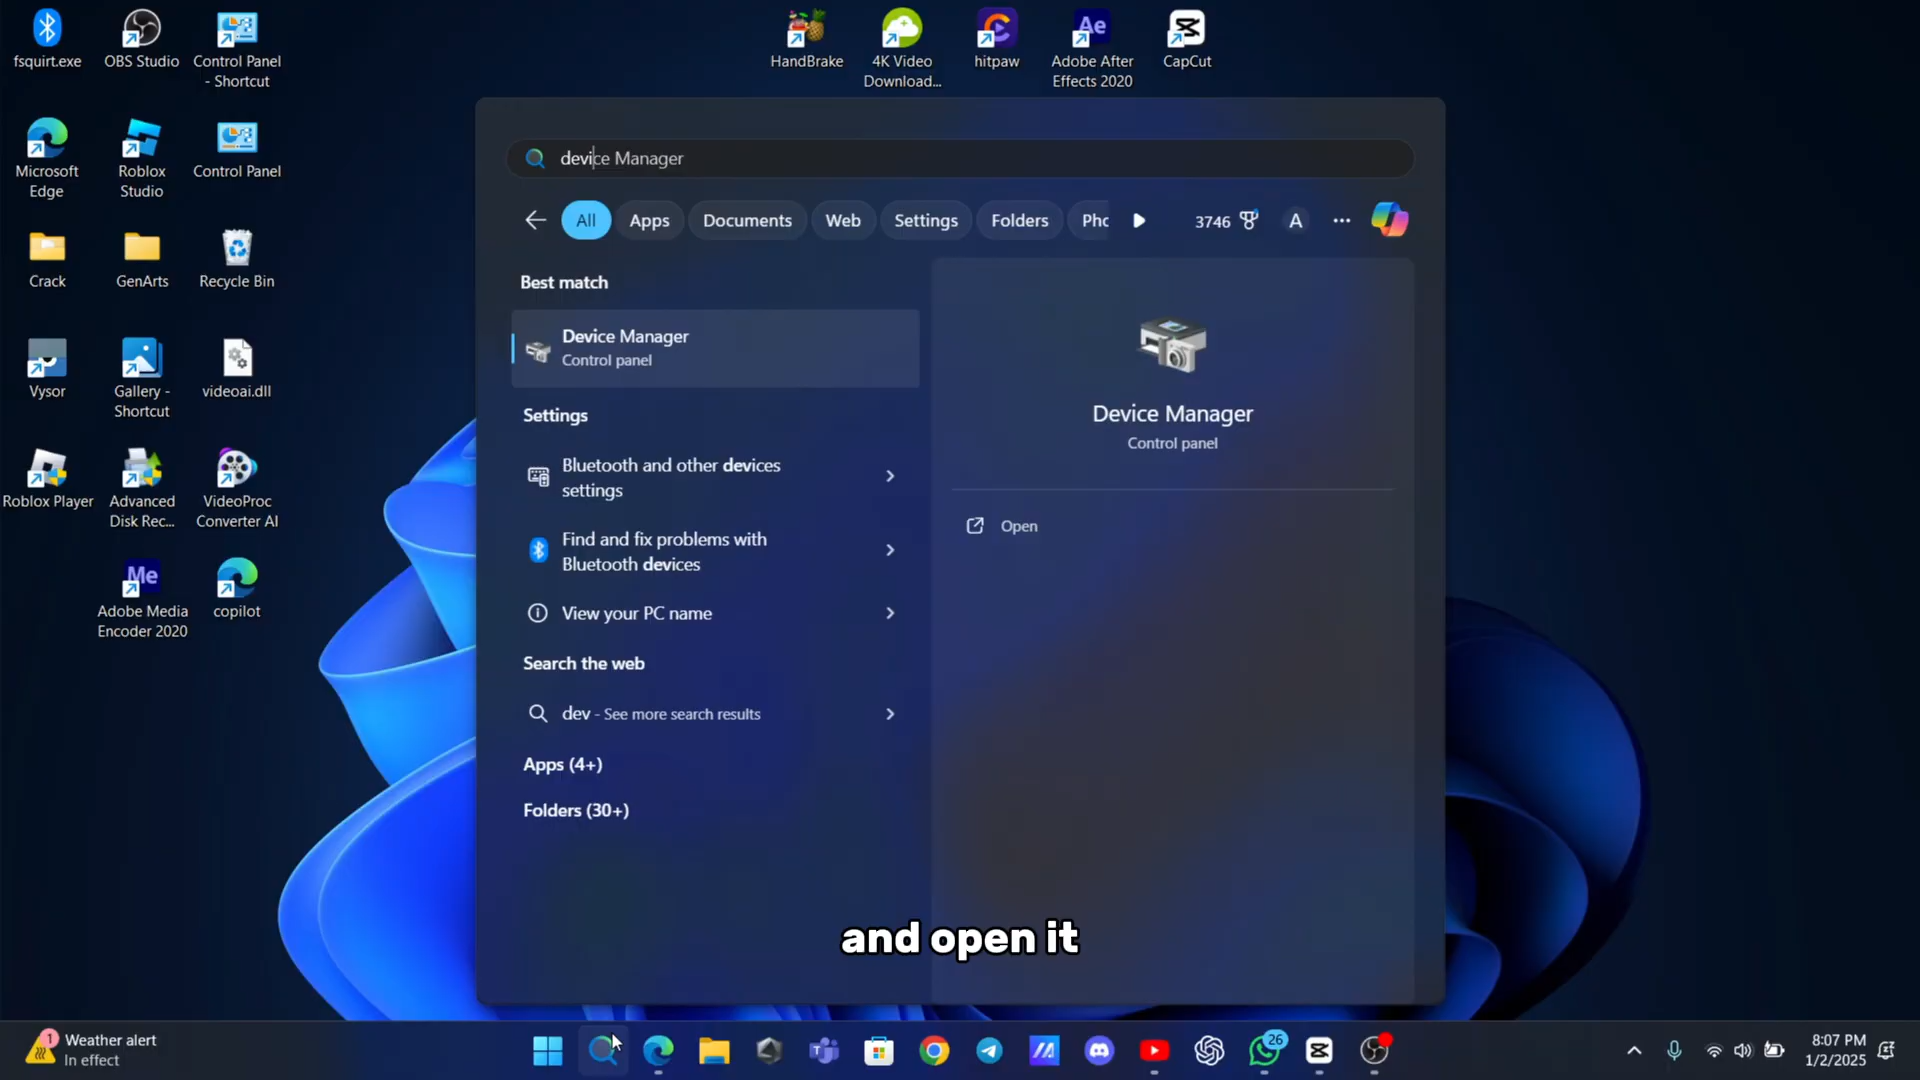 fsquirt.exe
OBS Studio
Control Panel
- Shortcut
HandBrake
4K Video
Download...
hitpaw
Ae
Adobe After
Effects 2020
CapCut
Microsoft
Edge
Roblox
Studio
Control Panel
Crack
GenArts
Recycle Bin
Vysor
Gallery -
Shortcut
videoai.dll
Roblox Player
Advanced
Disk Rec...
VideoProc
Converter AI
Me
Adobe Media
Encoder 2020
copilot
device Manager
All
Apps
Documents
Web
Settings
Folders
Pho
3746
A
Best match
Device Manager
Control panel
Settings
Bluetooth and other devices
settings
Find and fix problems with
Bluetooth devices
View your PC name
Search the web
dev - See more search results
Apps (4+)
Folders (30+)
Device Manager
Control panel
Open
and open it
1
Weather alert
In effect
26
8:07 PM
1/2/2025